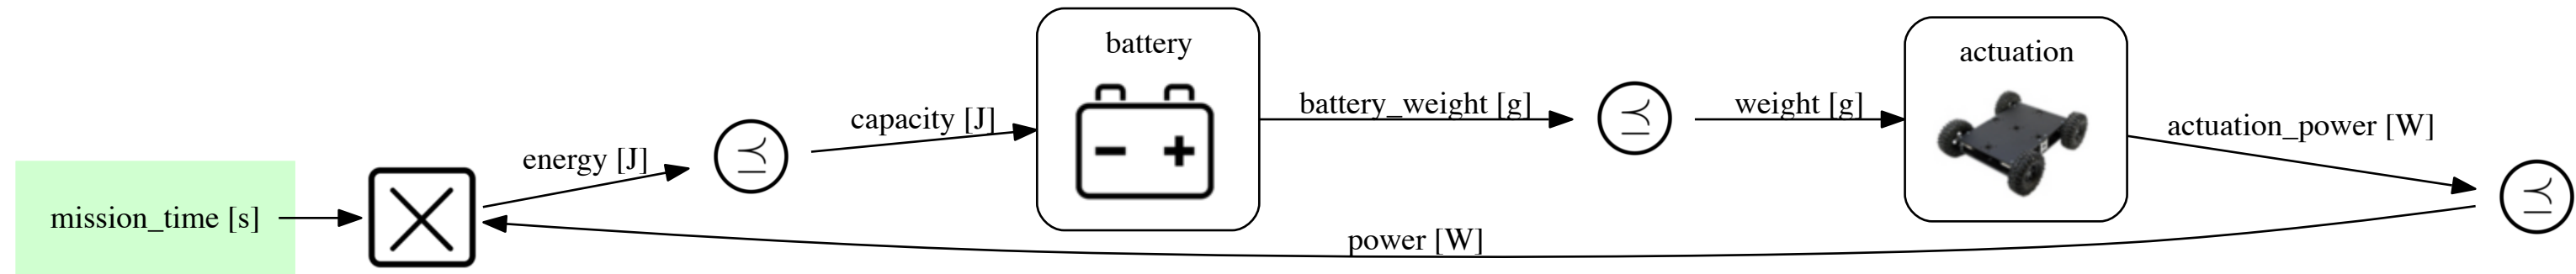 mission_time [s]
energy [J]
capacity [J]
battery
battery_weight [g]
weight [g]
actuation
actuation_power [W]
power [W]